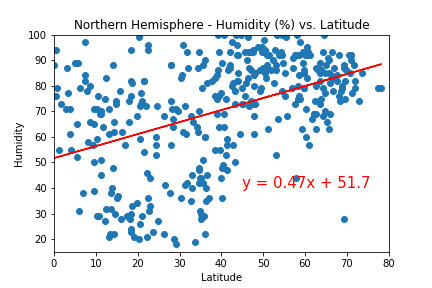 Northern Hemisphere - Humidity (%) vs. Latitude
100
90
80
70
60
50
40
30
20
Humidity
y = 0.47x + 51.7
0 10 20 30 40 50 60 70 80
Latitude